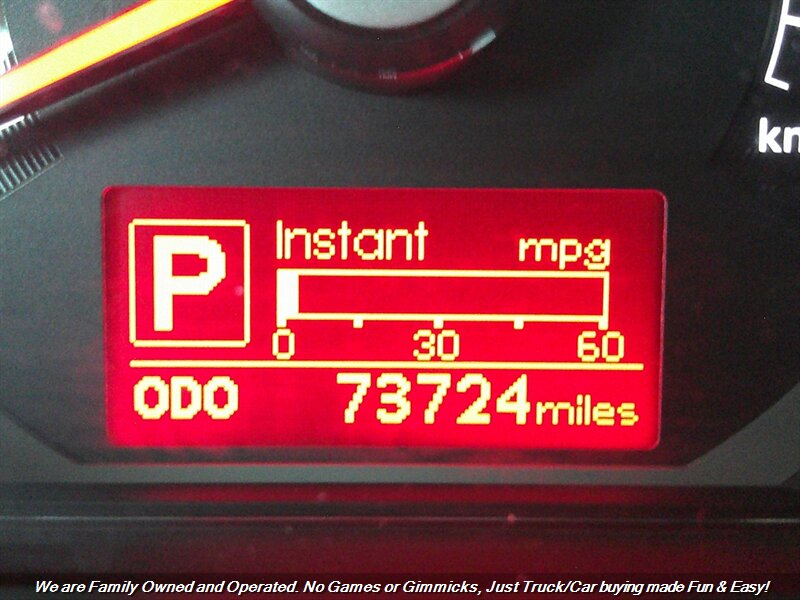 km
P
Instant mpg
0 30 60
ODO 73724 miles
We are Family Owned and Operated. No Games or Gimmicks, Just Truck/Car buying made Fun & Easy!